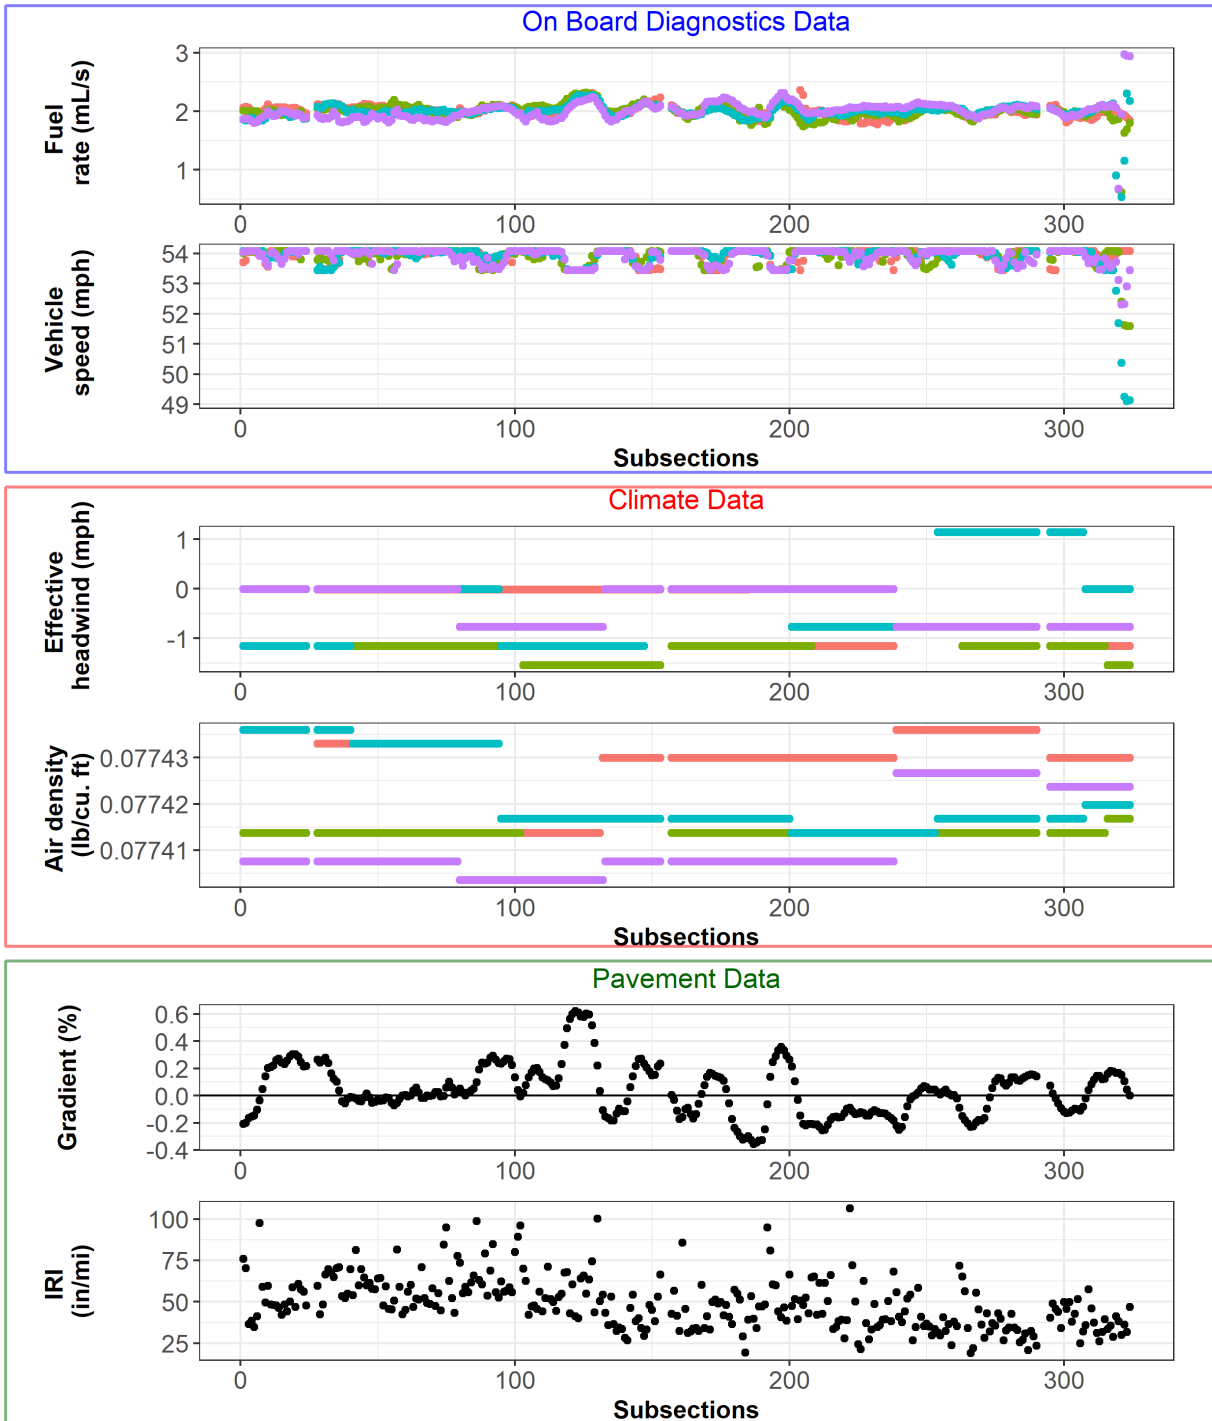 On Board Diagnostics Data
Fuel
rate (mL/s)
3
2
1
0 100 200 300
Vehicle
speed (mph)
54
53
52
51
50
49
0 100 200 300
Subsections
Climate Data
Effective
headwind (mph)
1
0
-1
0 100 200 300
Air density
(lb/cu. ft)
0.07743
0.07742
0.07741
0 100 200 300
Subsections
Pavement Data
Gradient (%)
0.6
0.4
0.2
0.0
-0.2
-0.4
0 100 200 300
IRI
(in/mi)
100
75
50
25
0 100 200 300
Subsections